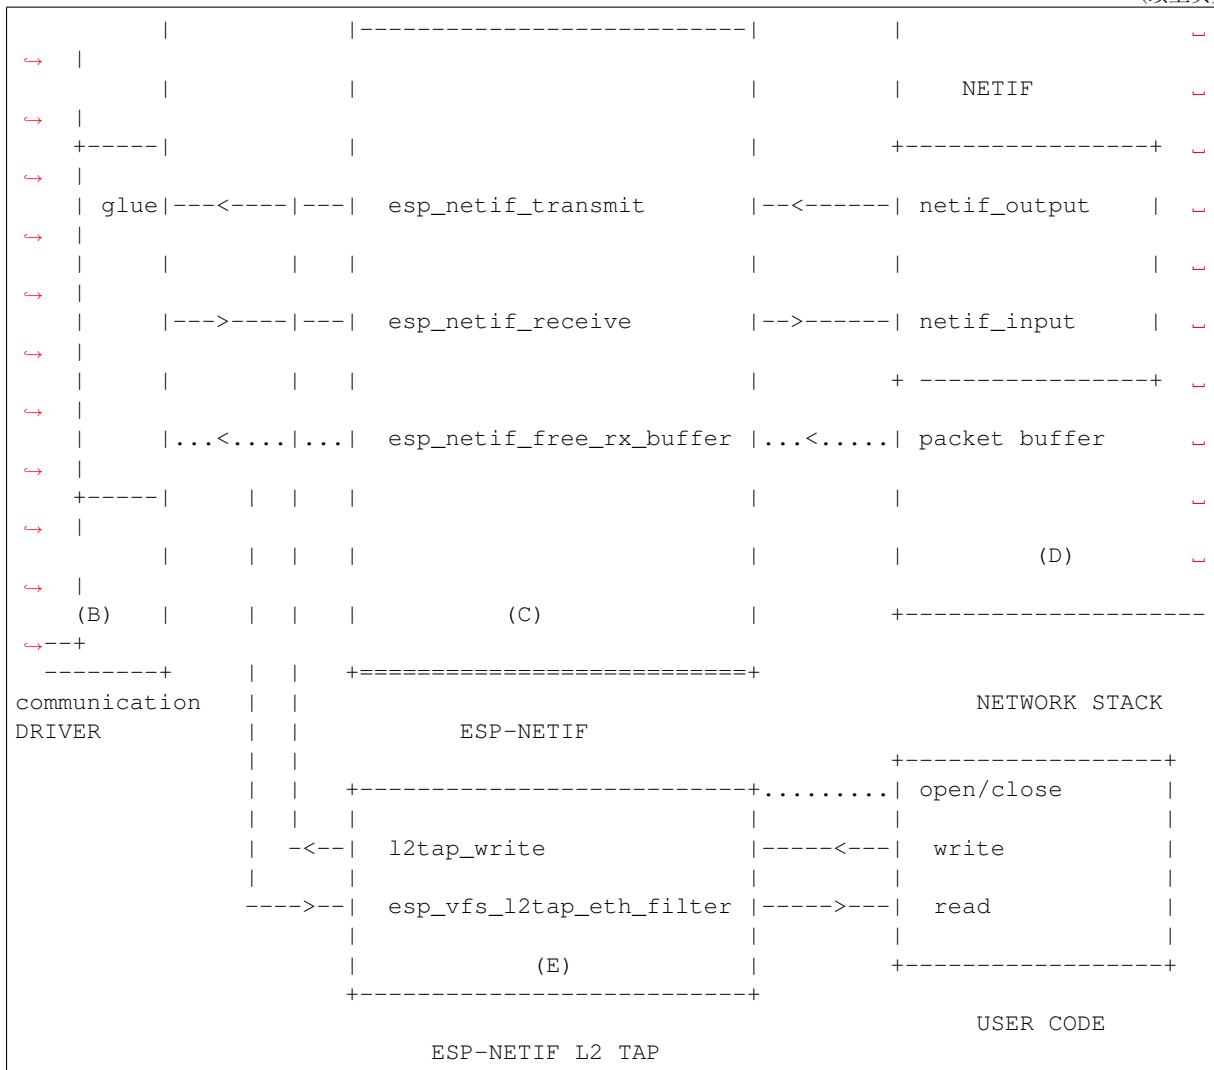 |            |---------------------------|         |                    ␣
↪  |
            |            |                           |         |    NETIF           ␣
↪  |
      +-----|            |                           |         +-----------------+  ␣
↪  |
      | glue|---<----|---|  esp_netif_transmit       |--<------| netif_output    |  ␣
↪  |
      |     |        |   |                           |         |                 |  ␣
↪  |
      |     |--->----|---|  esp_netif_receive        |-->------| netif_input     |  ␣
↪  |
      |     |        |   |                           |         + ----------------+  ␣
↪  |
      |     |...<....|...|  esp_netif_free_rx_buffer |...<.....| packet buffer      ␣
↪  |
      +-----|     |  |   |                           |         |                    ␣
↪  |
            |     |  |   |                           |         |         (D)        ␣
↪  |
      (B)   |     |  |   |          (C)              |         +---------------------
↪--+
  --------+     |  |   +===========================+
communication   |  |                                               NETWORK STACK
DRIVER          |  |           ESP-NETIF
                |  |                                         +------------------+
                |  |   +---------------------------+.........| open/close       |
                |  |   |                           |         |                  |
                |  -<--|  l2tap_write              |-----<---|  write           |
                |      |                           |         |                  |
                ---->--|  esp_vfs_l2tap_eth_filter |----->---|  read            |
                       |                           |         |                  |
                       |            (E)            |         +------------------+
                       +---------------------------+
                                                                   USER CODE
                             ESP-NETIF L2 TAP